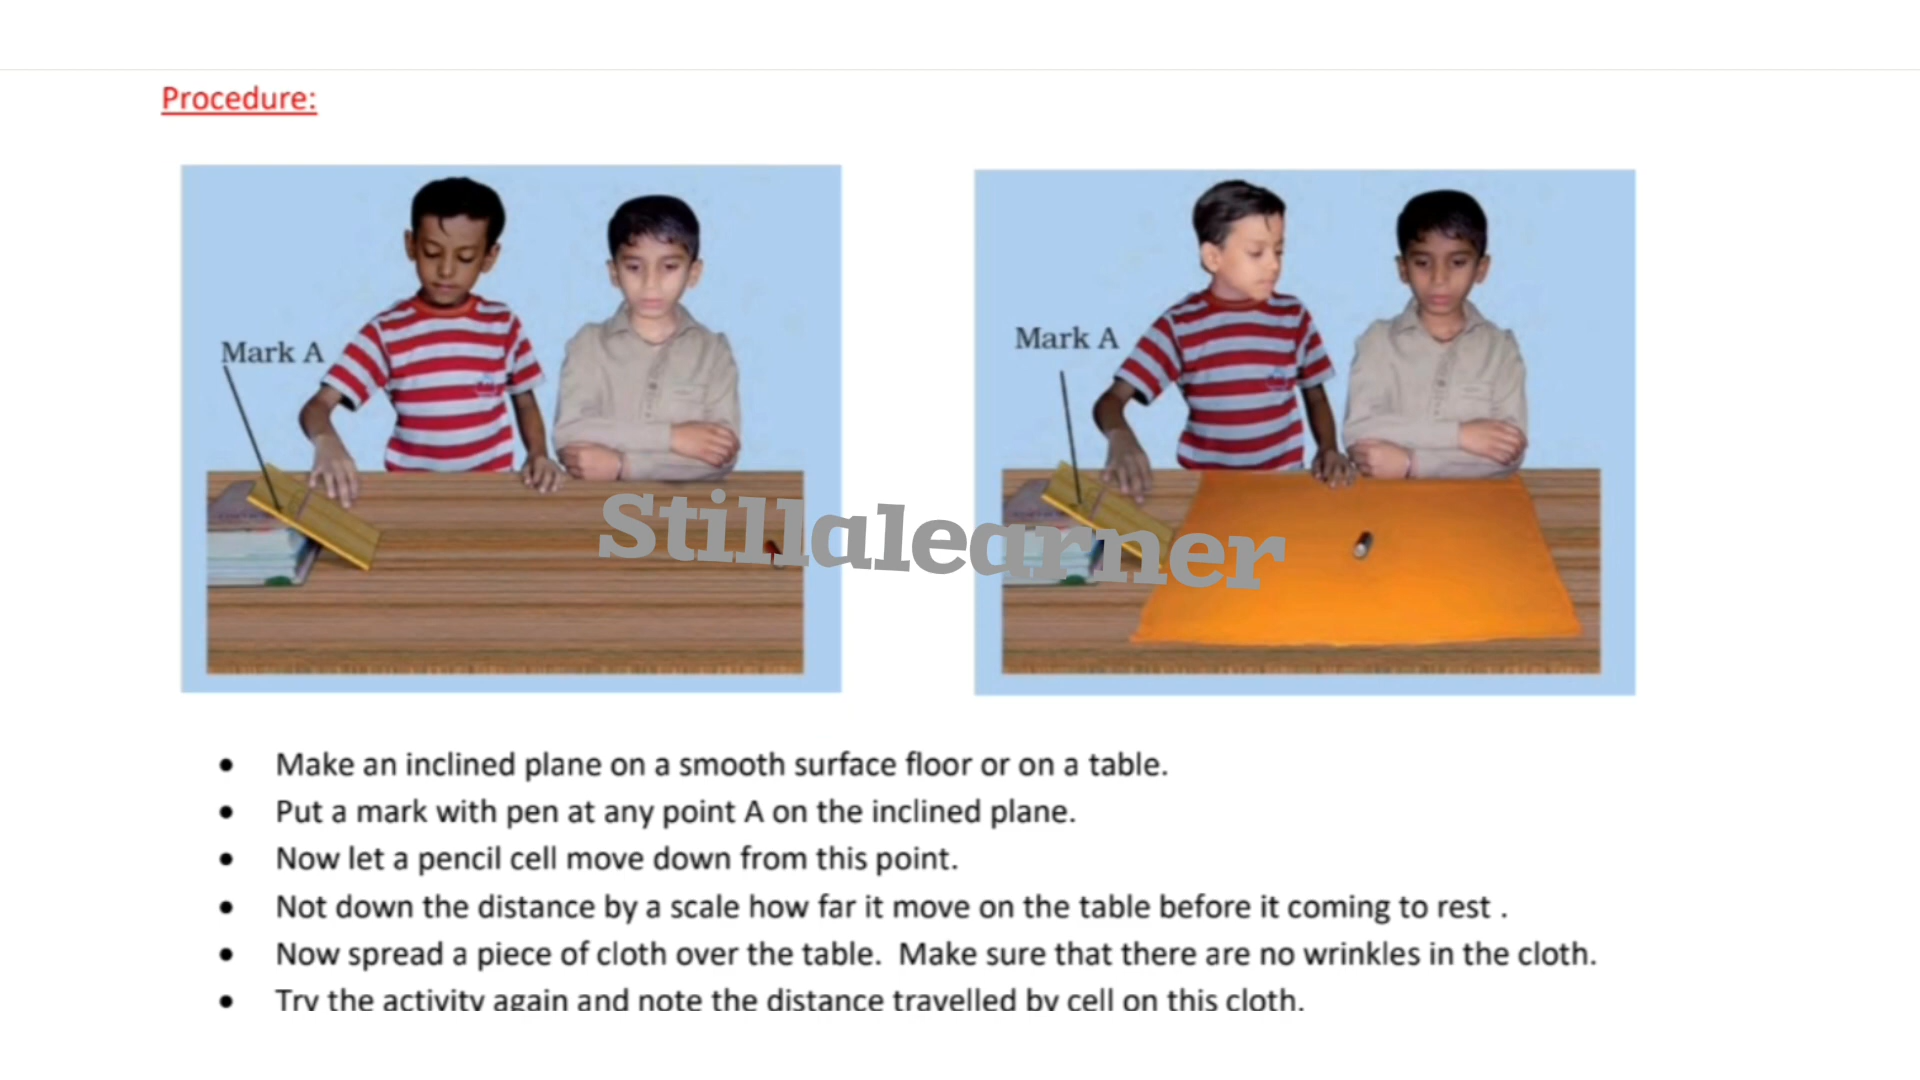 Procedure:
Mark A
Mark A
Stillalearner
• Make an inclined plane on a smooth surface floor or on a table.
• Put a mark with pen at any point A on the inclined plane.
• Now let a pencil cell move down from this point.
• Not down the distance by a scale how far it move on the table before it coming to rest .
• Now spread a piece of cloth over the table.  Make sure that there are no wrinkles in the cloth.
• Try the activity again and note the distance travelled by cell on this cloth.